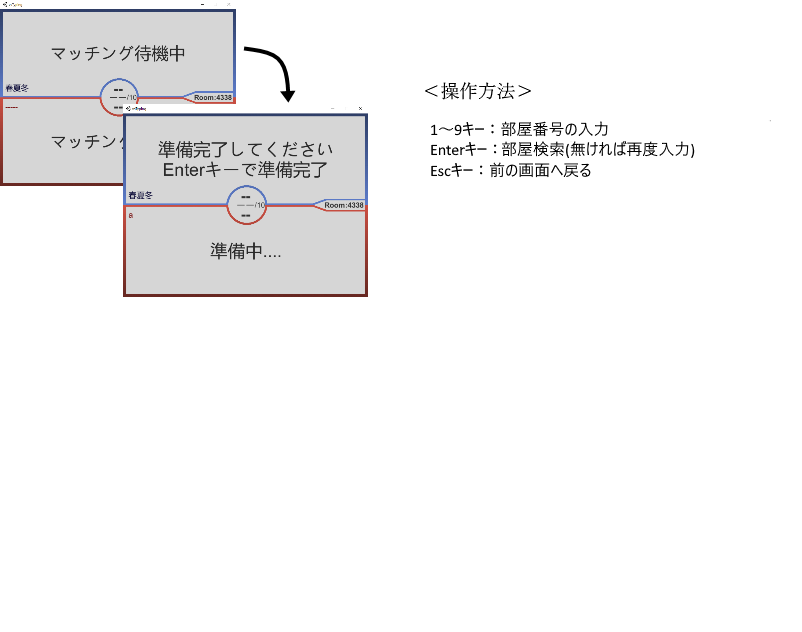 マッチング待機中
春夏冬
--
-- --/10
Room:4338
-----
--
マッチング
準備完了してください
Enterキーで準備完了
春夏冬
--
-- --/10
Room:4338
a
--
準備中....
＜操作方法＞
1～9キー：部屋番号の入力
Enterキー：部屋検索(無ければ再度入力)
Escキー：前の画面へ戻る